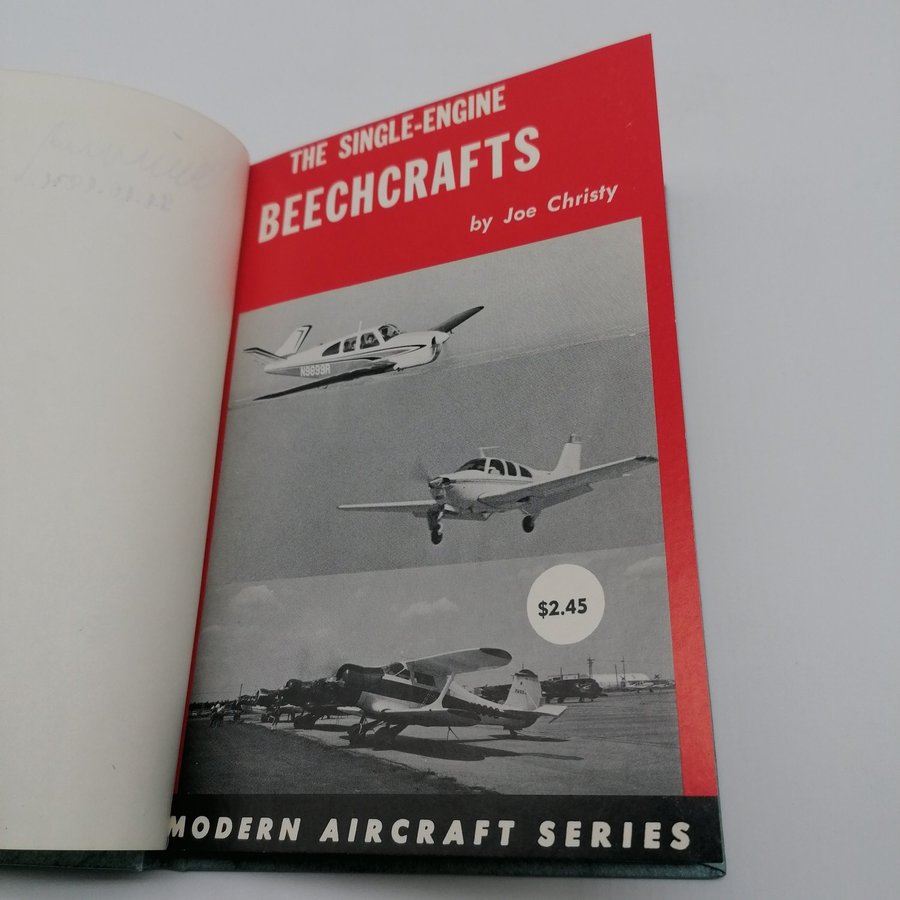 THE SINGLE-ENGINE
BEECHCRAFTS
by Joe Christy
N9899R
$2.45
MODERN AIRCRAFT SERIES